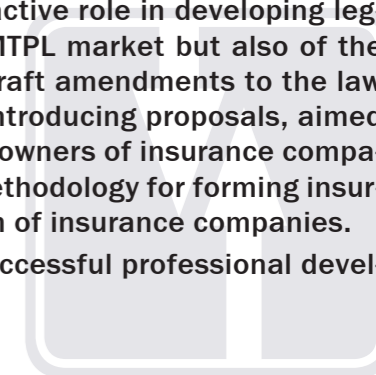 active role in developing leg-
MTPL market but also of the
raft amendments to the law
ntroducing proposals, aimed
owners of insurance compa-
ethodology for forming insur-
n of insurance companies.
ccessful professional devel-